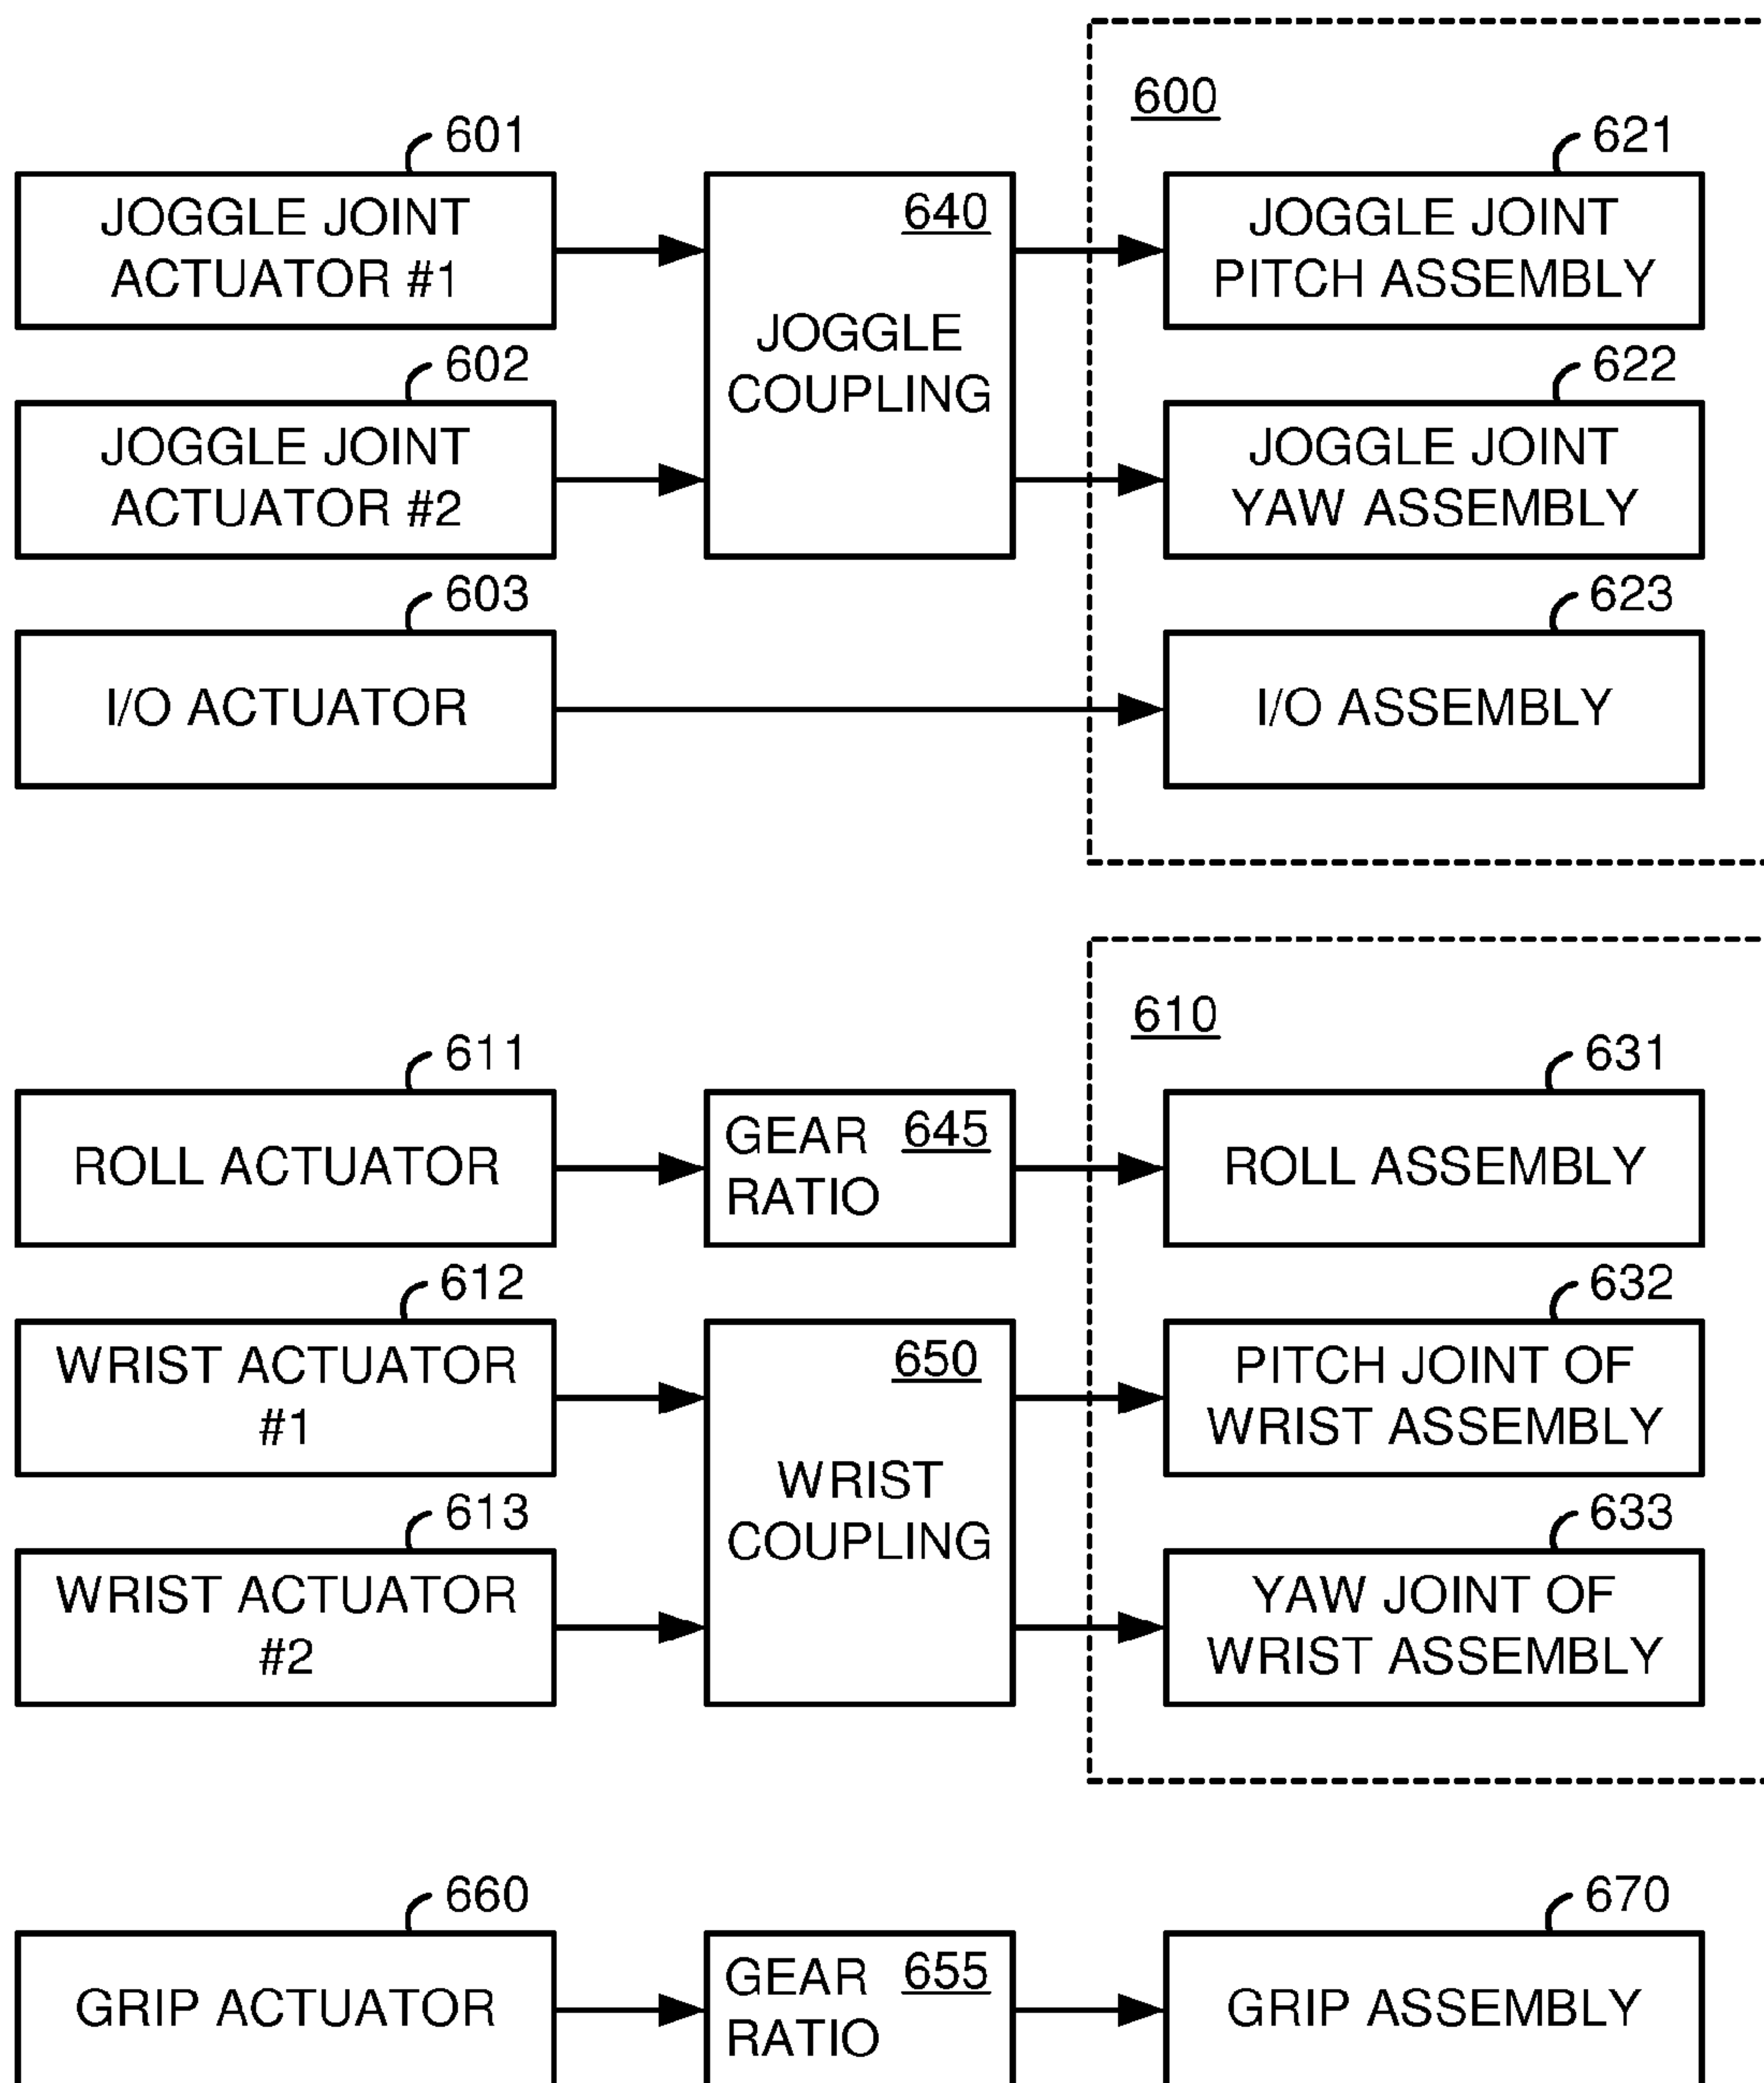 600
601
621
JOGGLE JOINT
ACTUATOR #1
640
JOGGLE
COUPLING
JOGGLE JOINT
PITCH ASSEMBLY
602
622
JOGGLE JOINT
ACTUATOR #2
JOGGLE JOINT
YAW ASSEMBLY
603
623
I/O ACTUATOR
I/O ASSEMBLY
610
611
631
ROLL ACTUATOR
GEAR 645
RATIO
ROLL ASSEMBLY
612
632
WRIST ACTUATOR
#1
650
WRIST
COUPLING
PITCH JOINT OF
WRIST ASSEMBLY
613
633
WRIST ACTUATOR
#2
YAW JOINT OF
WRIST ASSEMBLY
660
670
GRIP ACTUATOR
GEAR 655
RATIO
GRIP ASSEMBLY